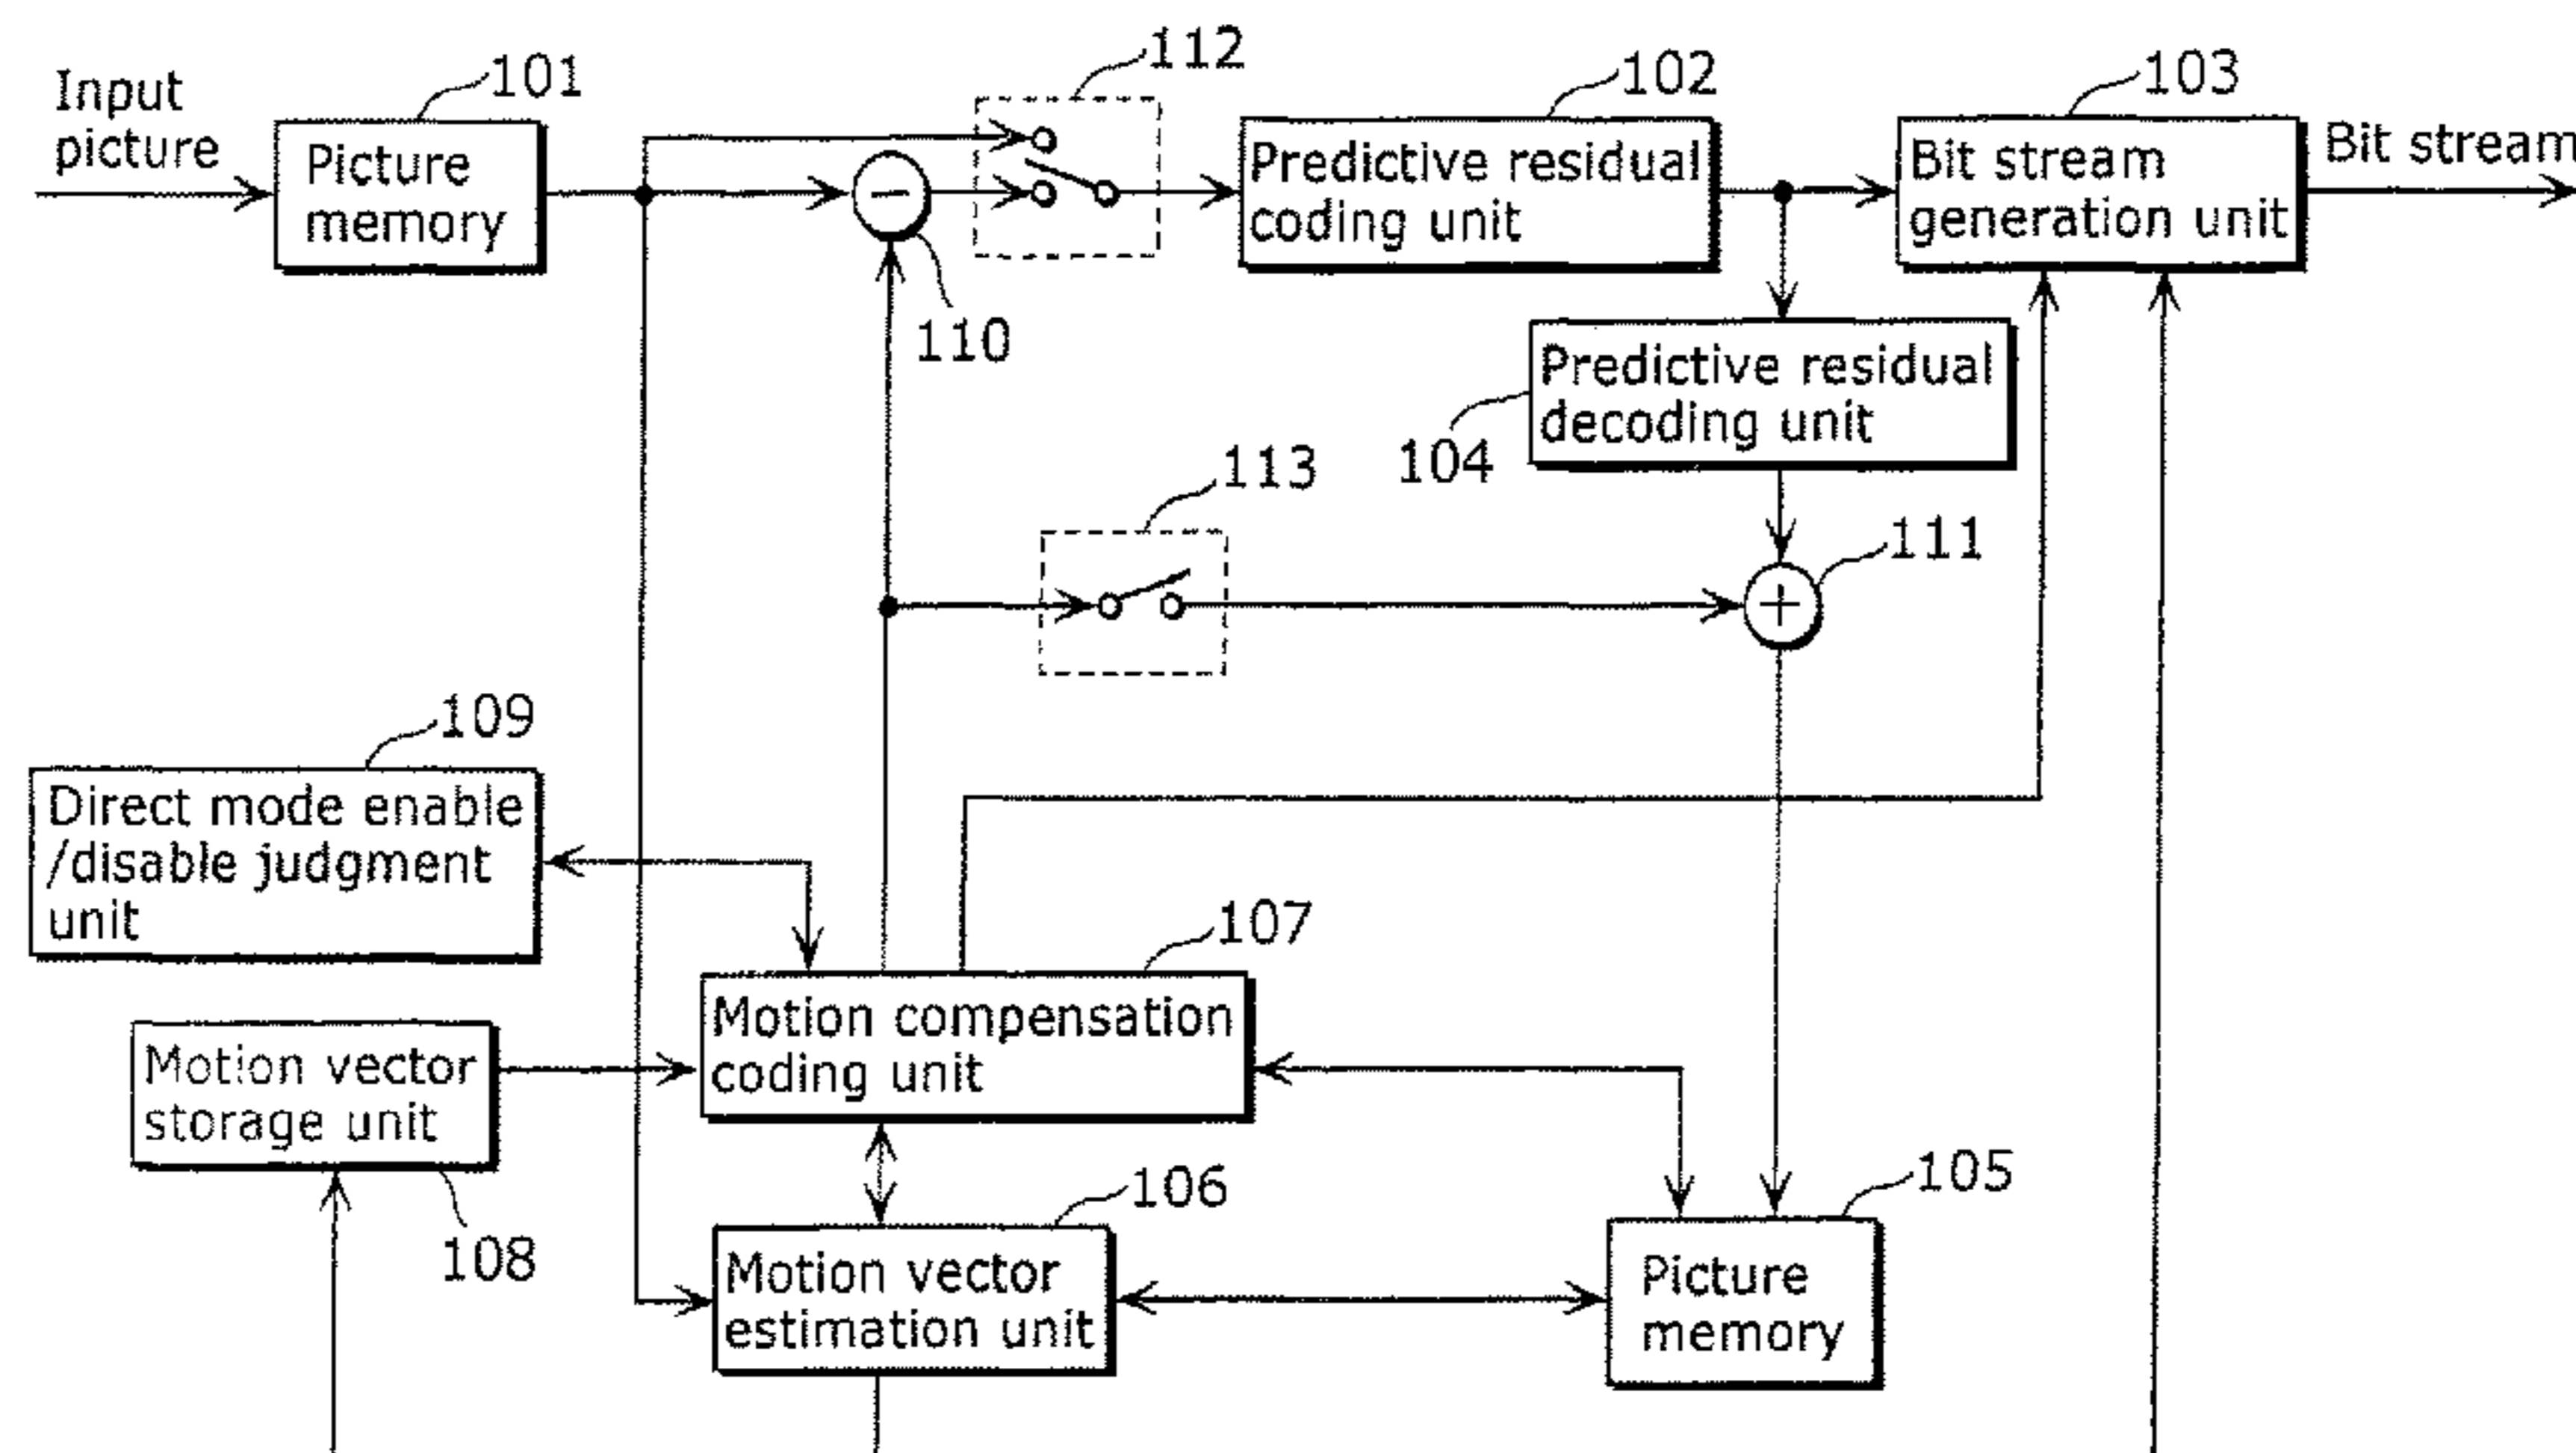 112
101
102
103
Input
picture
Picture
memory
Predictive residual
coding unit
Bit stream
generation unit
Bit stream
−
110
Predictive residual
decoding unit
104
113
111
+
109
Direct mode enable
/disable judgment
unit
107
Motion compensation
coding unit
Motion vector
storage unit
108
106
105
Motion vector
estimation unit
Picture
memory